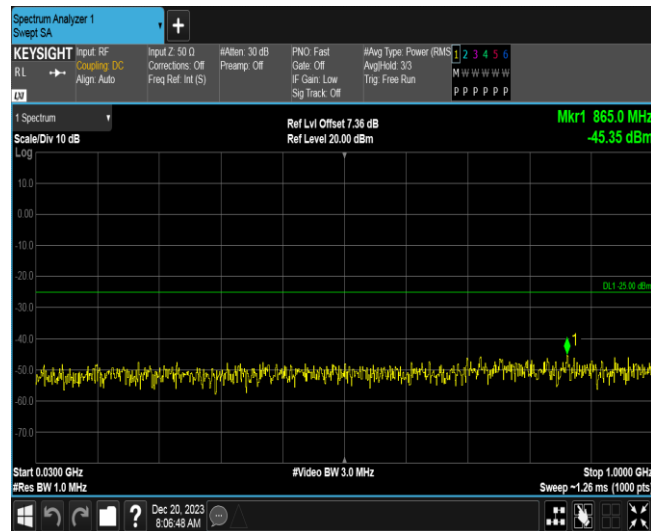 Spectrum Analyzer 1
Swept SA
KEYSIGHT
RL
LXI
Input: RF
Coupling: DC
Align: Auto
Input Z: 50 Ω
Corrections: Off
Freq Ref: Int (S)
#Atten: 30 dB
Preamp: Off
PNO: Fast
Gate: Off
IF Gain: Low
Sig Track: Off
#Avg Type: Power (RMS
Avg|Hold: 3/3
Trig: Free Run
1 2 3 4 5 6
M W W W W W
P P P P P P
1 Spectrum
Scale/Div 10 dB
Log
Ref Lvl Offset 7.36 dB
Ref Level 20.00 dBm
Mkr1 865.0 MHz
-45.35 dBm
10.0
0.00
-10.0
-20.0
DL1 -25.00 dBm
-30.0
-40.0
1
-50.0
-60.0
-70.0
Start 0.0300 GHz
#Res BW 1.0 MHz
#Video BW 3.0 MHz
Stop 1.0000 GHz
Sweep ~1.26 ms (1000 pts)
Dec 20, 2023
8:06:48 AM